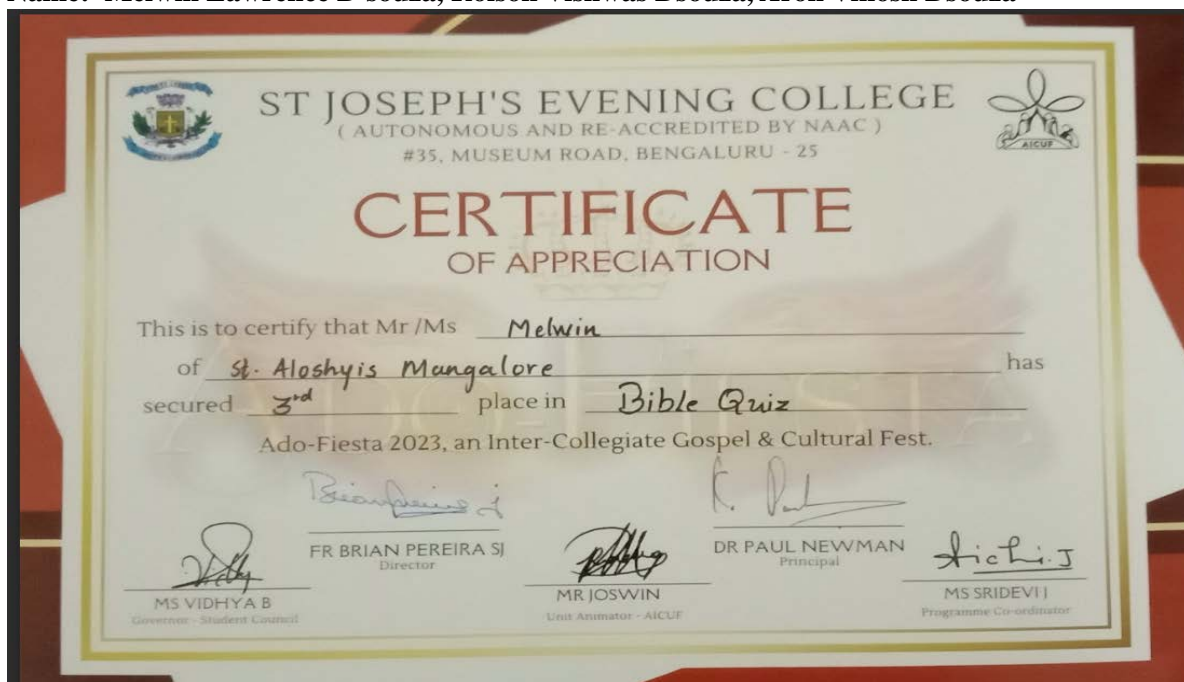 Name: Melwin Lawrence D souza, Nelson Vishwas Dsouza, Aron Vinosh Dsouza
ST JOSEPH'S EVENING COLLEGE
( AUTONOMOUS AND RE-ACCREDITED BY NAAC )
#35, MUSEUM ROAD, BENGALURU - 25
AICUF
CERTIFICATE
OF APPRECIATION
This is to certify that Mr /Ms Melwin
of St. Aloshyis Mangalore has
secured 3rd place in Bible Quiz
ADO-FIESTA
Ado-Fiesta 2023, an Inter-Collegiate Gospel & Cultural Fest.
FR BRIAN PEREIRA SJ
Director
DR PAUL NEWMAN
Principal
MS VIDHYA B
Governor - Student Council
MR JOSWIN
Unit Animator - AICUF
MS SRIDEVI J
Programme Co-ordinator